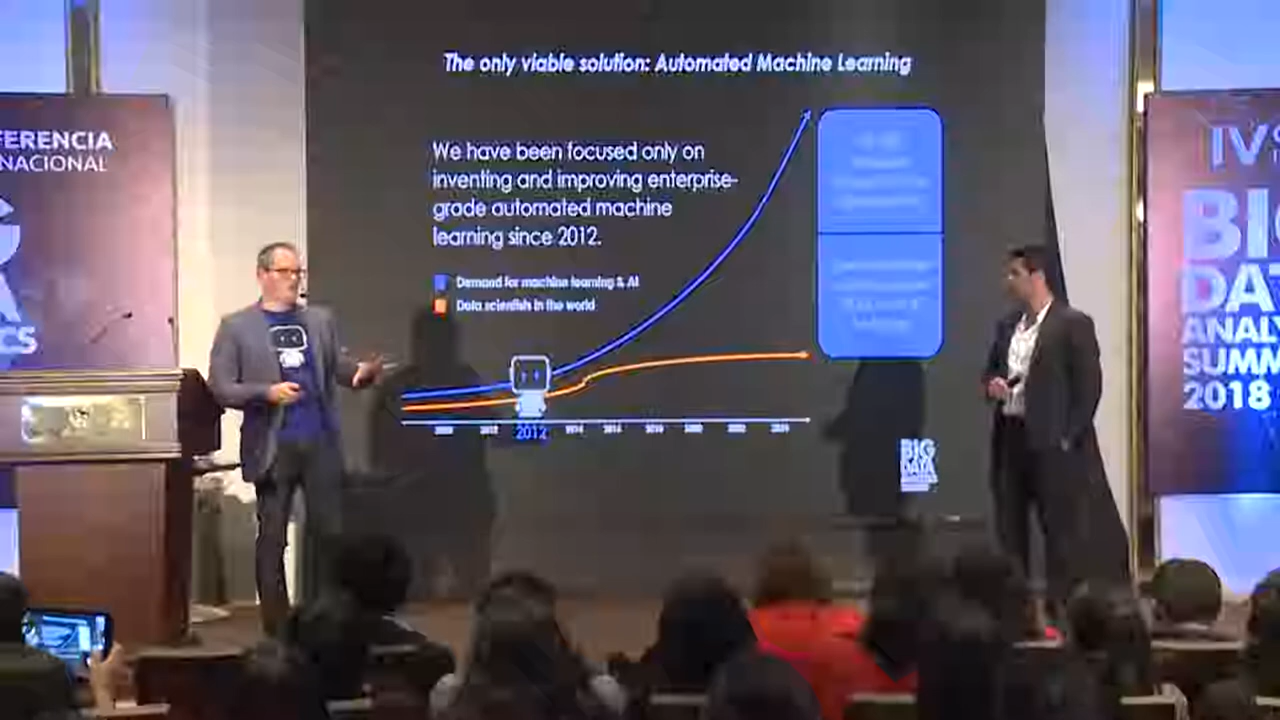 The only viable solution: Automated Machine Learning
We have been focused only on
inventing and improving enterprise-
grade automated machine
learning since 2012.
Demand for machine learning & AI
Data scientists in the world
2012
BIG
DATA
FERENCIA
NACIONAL
G
A
CS
IV
BIG
DAT
ANALY
SUMM
2018